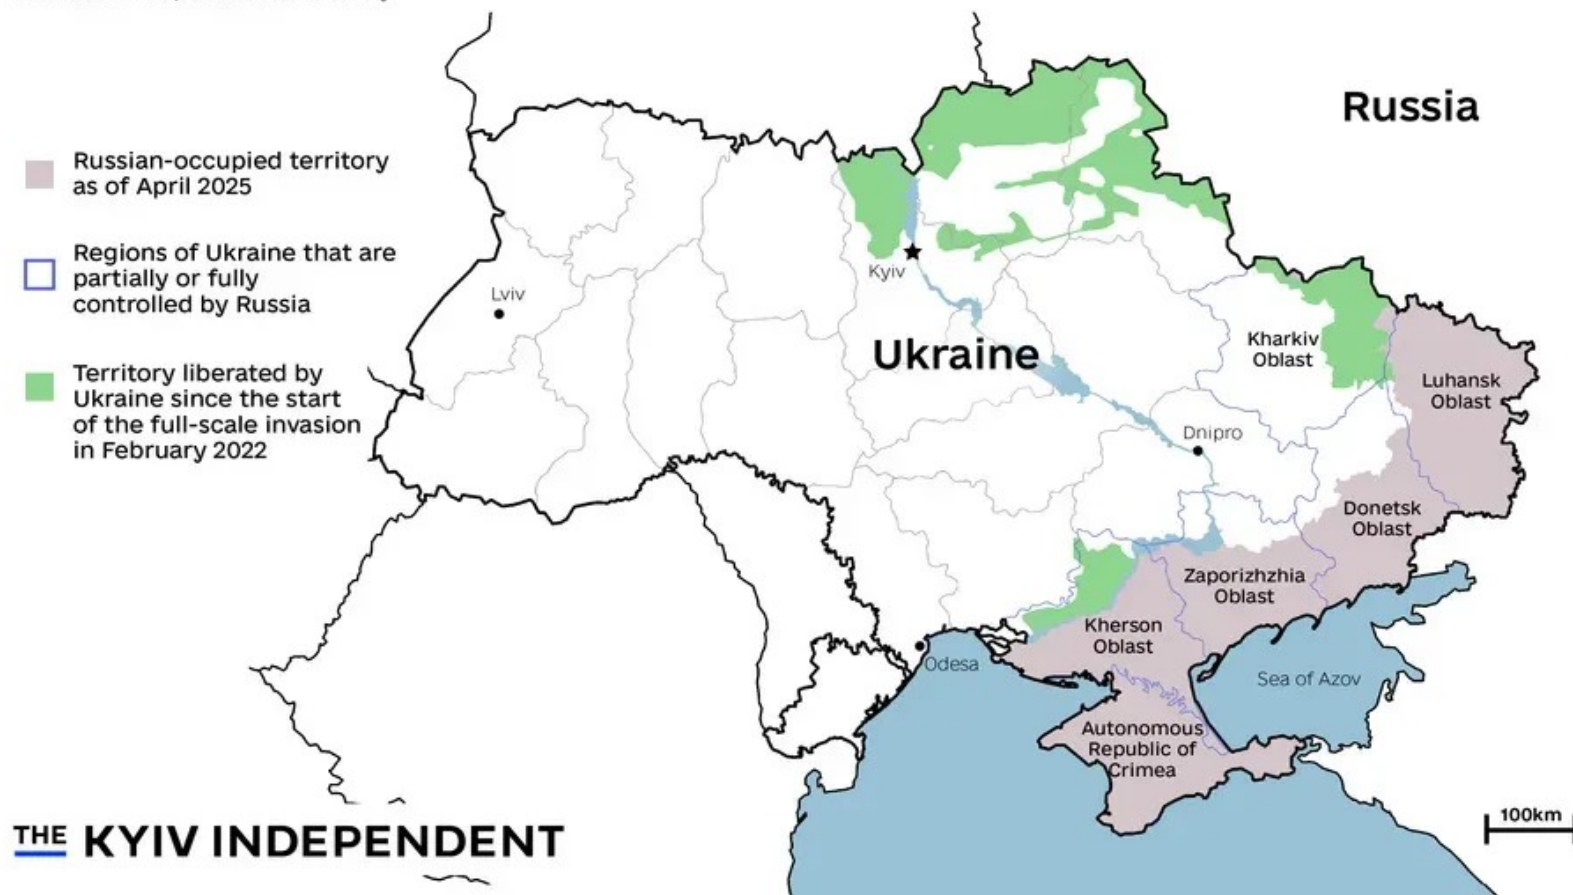 Russia
Russian-occupied territory
as of April 2025
Regions of Ukraine that are
partially or fully
controlled by Russia
Territory liberated by
Ukraine since the start
of the full-scale invasion
in February 2022
Lviv
Kyiv
Ukraine
Kharkiv
Oblast
Luhansk
Oblast
Dnipro
Donetsk
Oblast
Zaporizhzhia
Oblast
Kherson
Oblast
Odesa
Sea of Azov
Autonomous
Republic of
Crimea
100km
THE KYIV INDEPENDENT